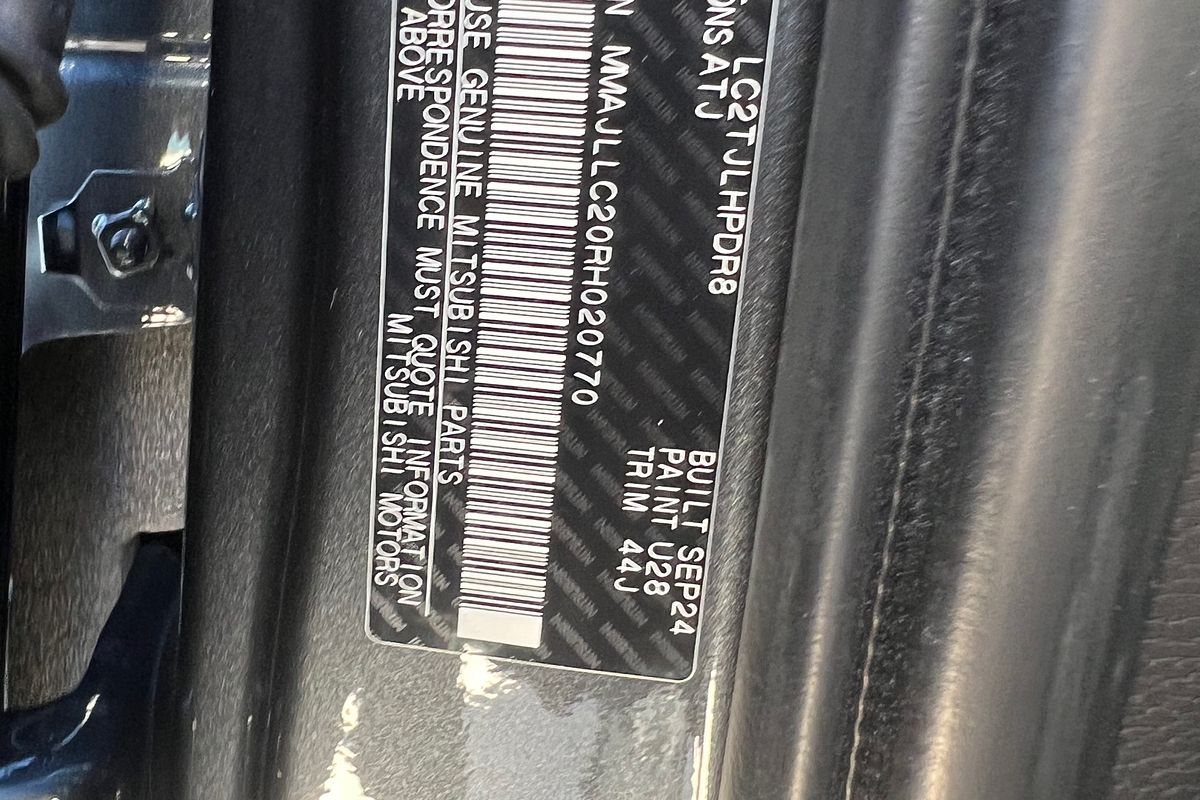 LC2TJLHPDR8
ONS ATJ
BUILT SEP24
PAINT U28
TRIM 44J
N MMAJLLC20RH020770
USE GENUINE MITSUBISHI PARTS
ORRESPONDENCE MUST QUOTE INFORMATION
ABOVE MITSUBISHI MOTORS